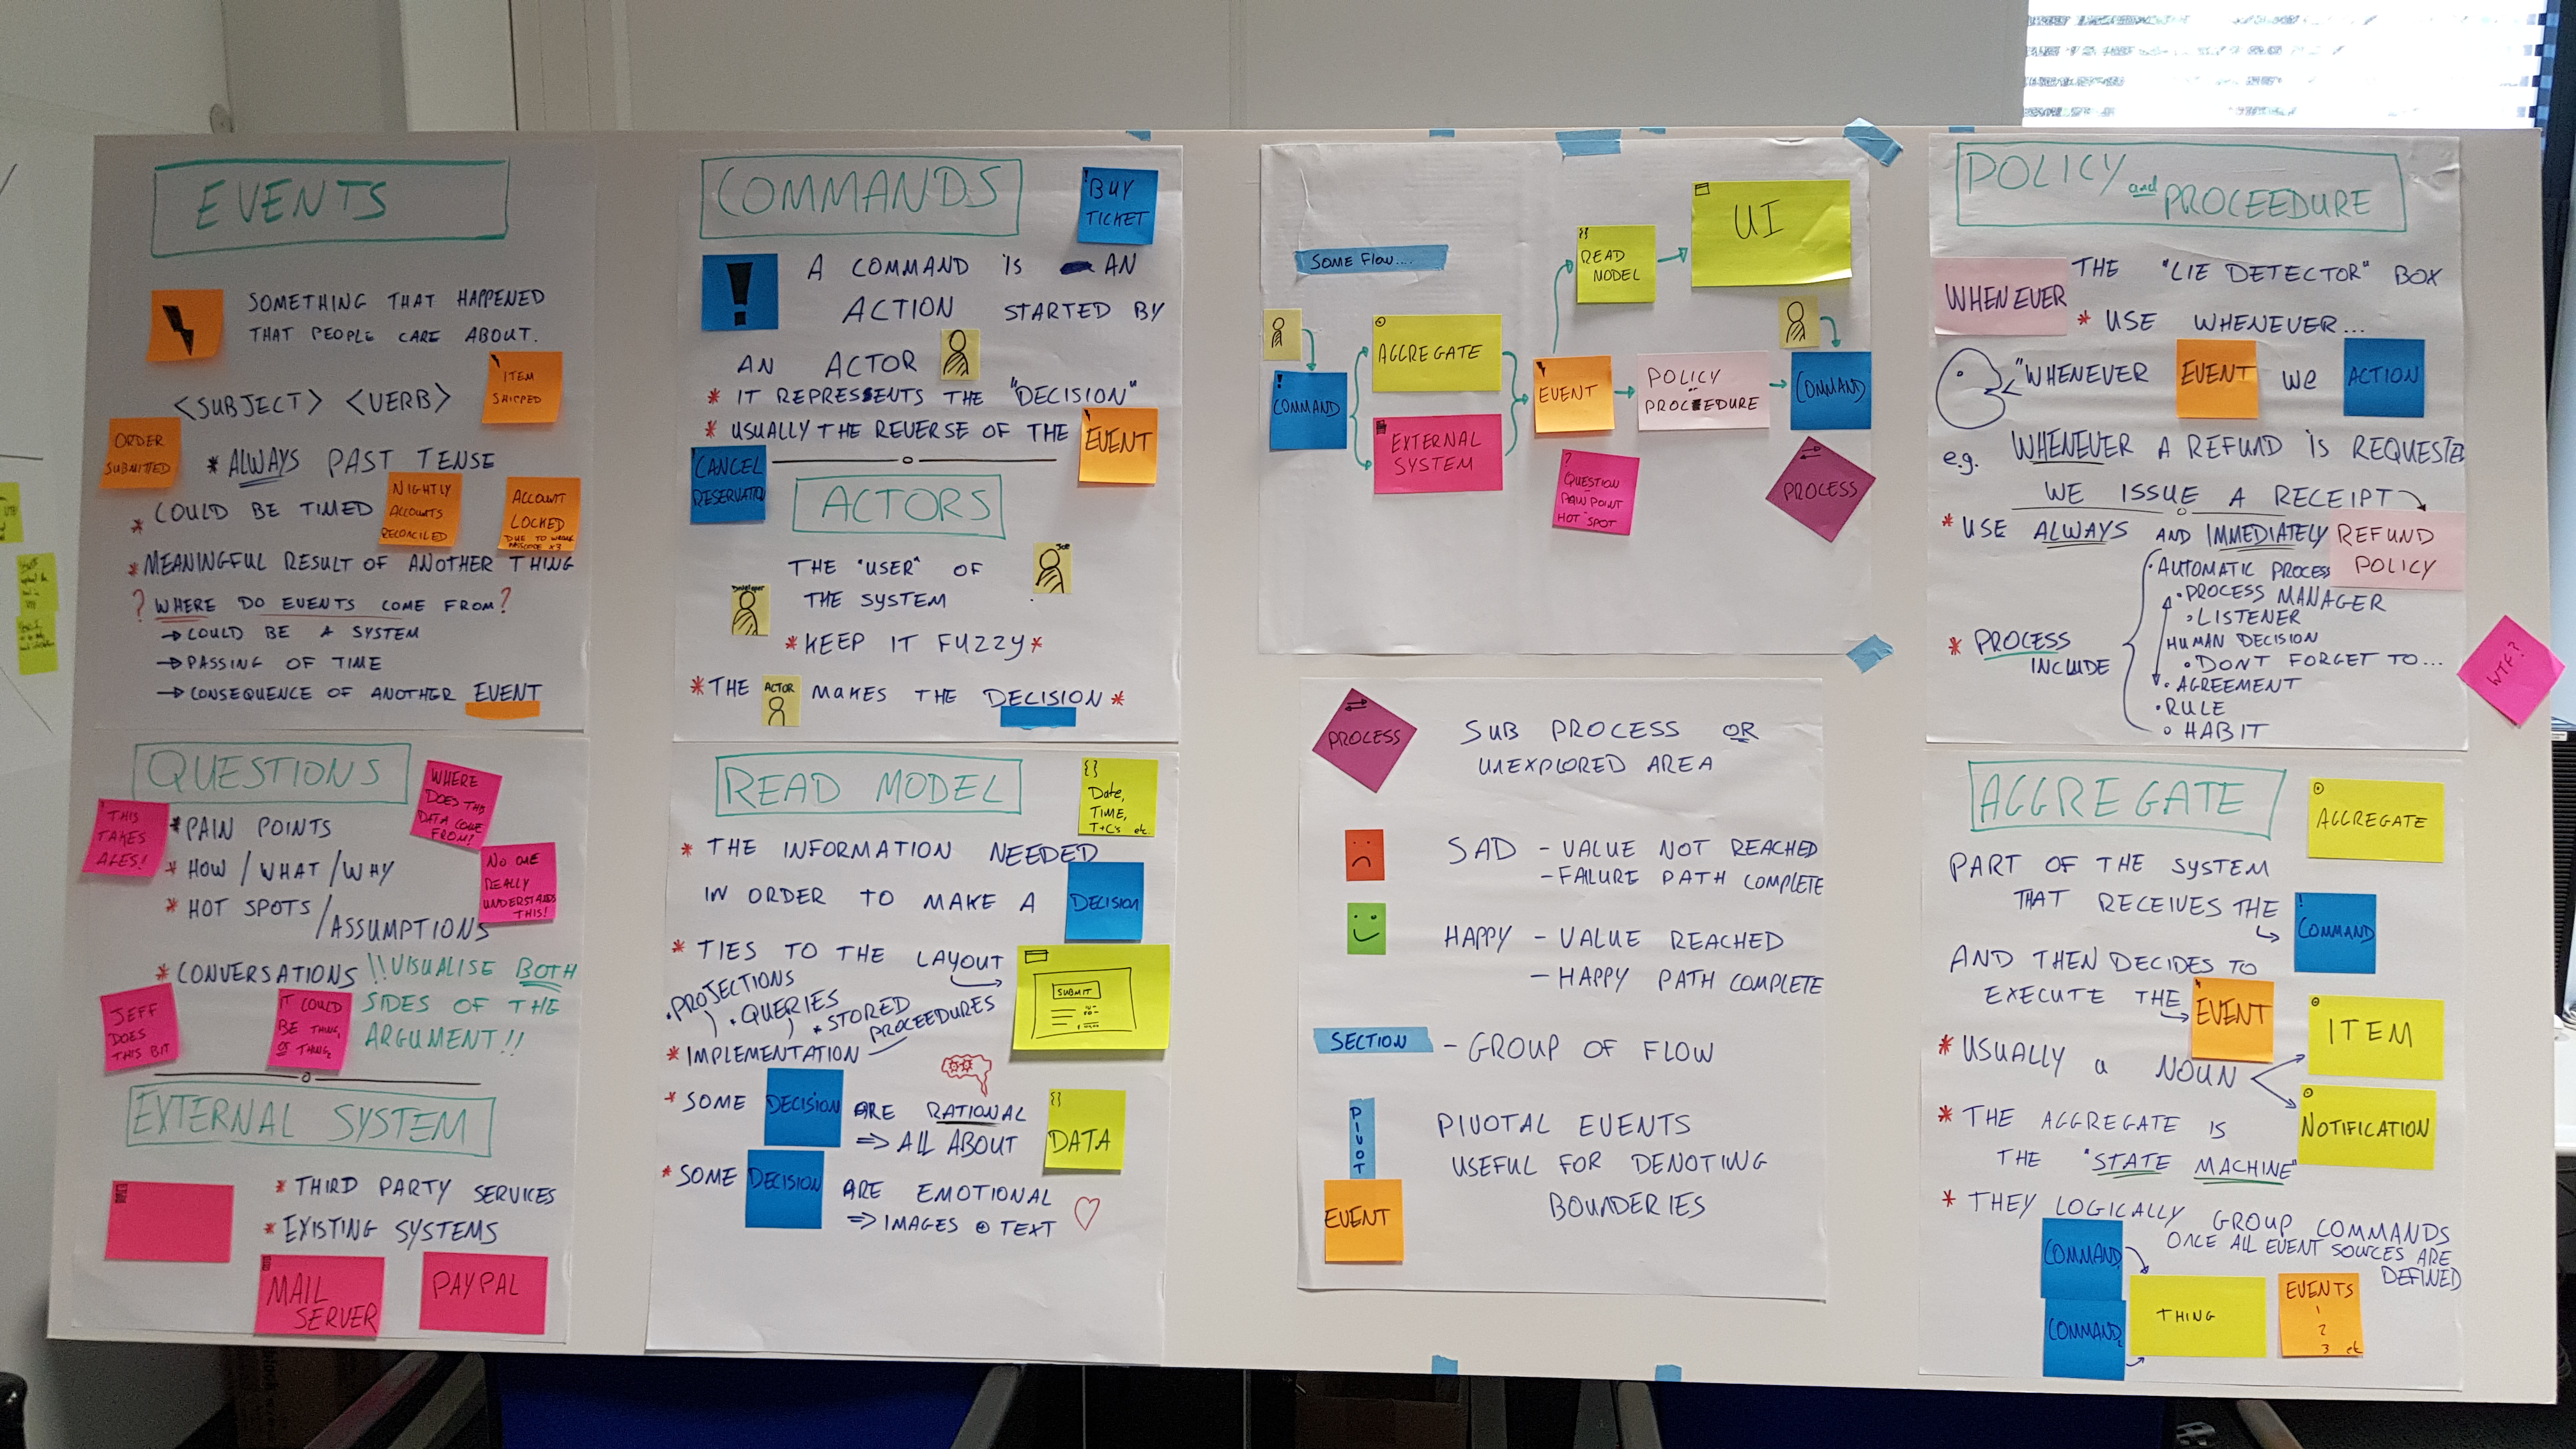 EVENTS
SOMETHING THAT HAPPENED
THAT PEOPLE CARE ABOUT.
<SUBJECT> <VERB>
ITEM
SHIPPED
ORDER
SUBMITTED
* ALWAYS PAST TENSE
* COULD BE TIMED
NIGHTLY
ACCOUNTS
RECONCILED
ACCOUNT
LOCKED
DUE TO WRONG
PASSCODE X3
* MEANINGFUL RESULT OF ANOTHER THING
? WHERE DO EVENTS COME FROM?
→ COULD BE A SYSTEM
→ PASSING OF TIME
→ CONSEQUENCE OF ANOTHER EVENT
QUESTIONS
WHERE
DOES THIS
DATA COME
FROM?
THIS
TAKES
AGES!
* PAIN POINTS
* HOW / WHAT / WHY
* HOT SPOTS / ASSUMPTIONS
NO ONE
REALLY
UNDERSTANDS
THIS!
* CONVERSATIONS !!VISUALISE BOTH
SIDES OF THE
ARGUMENT!!
JEFF
DOES
THIS BIT
IT COULD
BE THING,
OR THING2
EXTERNAL SYSTEM
* THIRD PARTY SERVICES
* EXISTING SYSTEMS
MAIL
SERVER
PAYPAL
COMMANDS
! BUY
TICKET
!
A COMMAND IS AN
ACTION STARTED BY
AN ACTOR
* IT REPRESENTS THE "DECISION"
* USUALLY THE REVERSE OF THE EVENT
CANCEL
RESERVATION
ACTORS
THE "USER" OF
THE SYSTEM
Joe
Developer
*KEEP IT FUZZY*
*THE ACTOR MAKES THE DECISION *
READ MODEL
{}
Date,
TIME,
T+C's etc.
* THE INFORMATION NEEDED
IN ORDER TO MAKE A DECISION
* TIES TO THE LAYOUT
SUBMIT
• PROJECTIONS
• QUERIES
* STORED
PROCEEDURES
* IMPLEMENTATION
* SOME DECISION ARE RATIONAL
⇒ ALL ABOUT
{}
DATA
* SOME DECISION ARE EMOTIONAL
⇒ IMAGES ⊙ TEXT
SOME FLOW....
UI
{}
READ
MODEL
AGGREGATE
!
COMMAND
EXTERNAL
SYSTEM
EVENT
POLICY
or
PROCEEDURE
COMMAND
?
QUESTION
PAIN POINT
HOT SPOT
PROCESS
PROCESS
SUB PROCESS OR
UNEXPLORED AREA
SAD - VALUE NOT REACHED
- FAILURE PATH COMPLETE
HAPPY - VALUE REACHED
- HAPPY PATH COMPLETE
SECTION - GROUP OF FLOW
PIVOT
EVENT
PIVOTAL EVENTS
USEFUL FOR DENOTING
BOUNDERIES
POLICY and PROCEEDURE
WHENEVER
THE "LIE DETECTOR" BOX
* USE WHENEVER...
"WHENEVER EVENT WE ACTION
e.g. WHENEVER A REFUND IS REQUESTED
WE ISSUE A RECEIPT
* USE ALWAYS AND IMMEDIATELY
REFUND
POLICY
* PROCESS
INCLUDE
• AUTOMATIC PROCESS
• PROCESS MANAGER
• LISTENER
HUMAN DECISION
• DONT FORGET TO...
• AGREEMENT
• RULE
• HABIT
WTF?
AGGREGATE
AGGREGATE
PART OF THE SYSTEM
THAT RECEIVES THE
!
COMMAND
AND THEN DECIDES TO
EXECUTE THE
EVENT
* USUALLY a NOUN
ITEM
NOTIFICATION
* THE AGGREGATE IS
THE "STATE MACHINE"
* THEY LOGICALLY GROUP COMMANDS
ONCE ALL EVENT SOURCES ARE
DEFINED
COMMAND,
COMMAND2
THING
EVENTS
1
2
3 etc